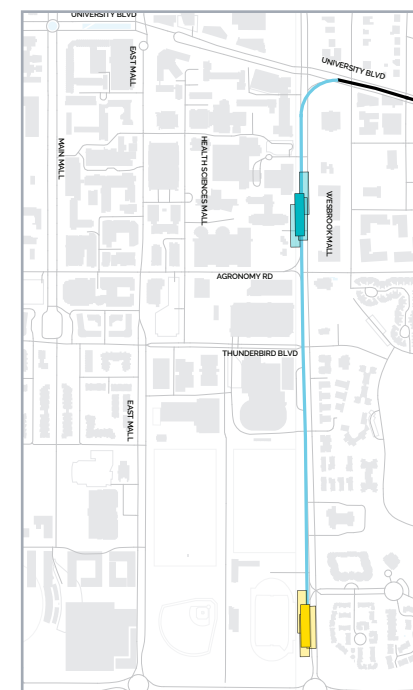 UNIVERSITY BLVD
EAST MALL
UNIVERSITY BLVD
MAIN MALL
HEALTH SCIENCES MALL
WESBROOK MALL
AGRONOMY RD
THUNDERBIRD BLVD
EAST MALL